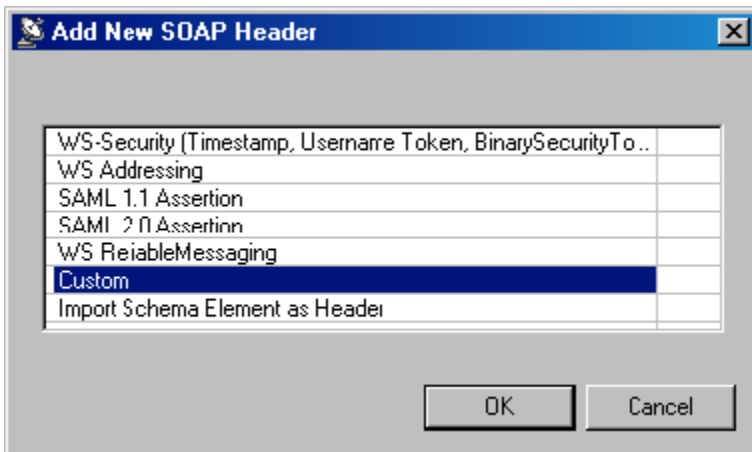 Add New SOAP Header
WS-Security (Timestamp, Username Token, BinarySecurityTo..
WS Addressing
SAML 1.1 Assertion
SAML 2.0 Assertion
WS ReiableMessaging
Custom
Import Schema Element as Header
OK
Cancel